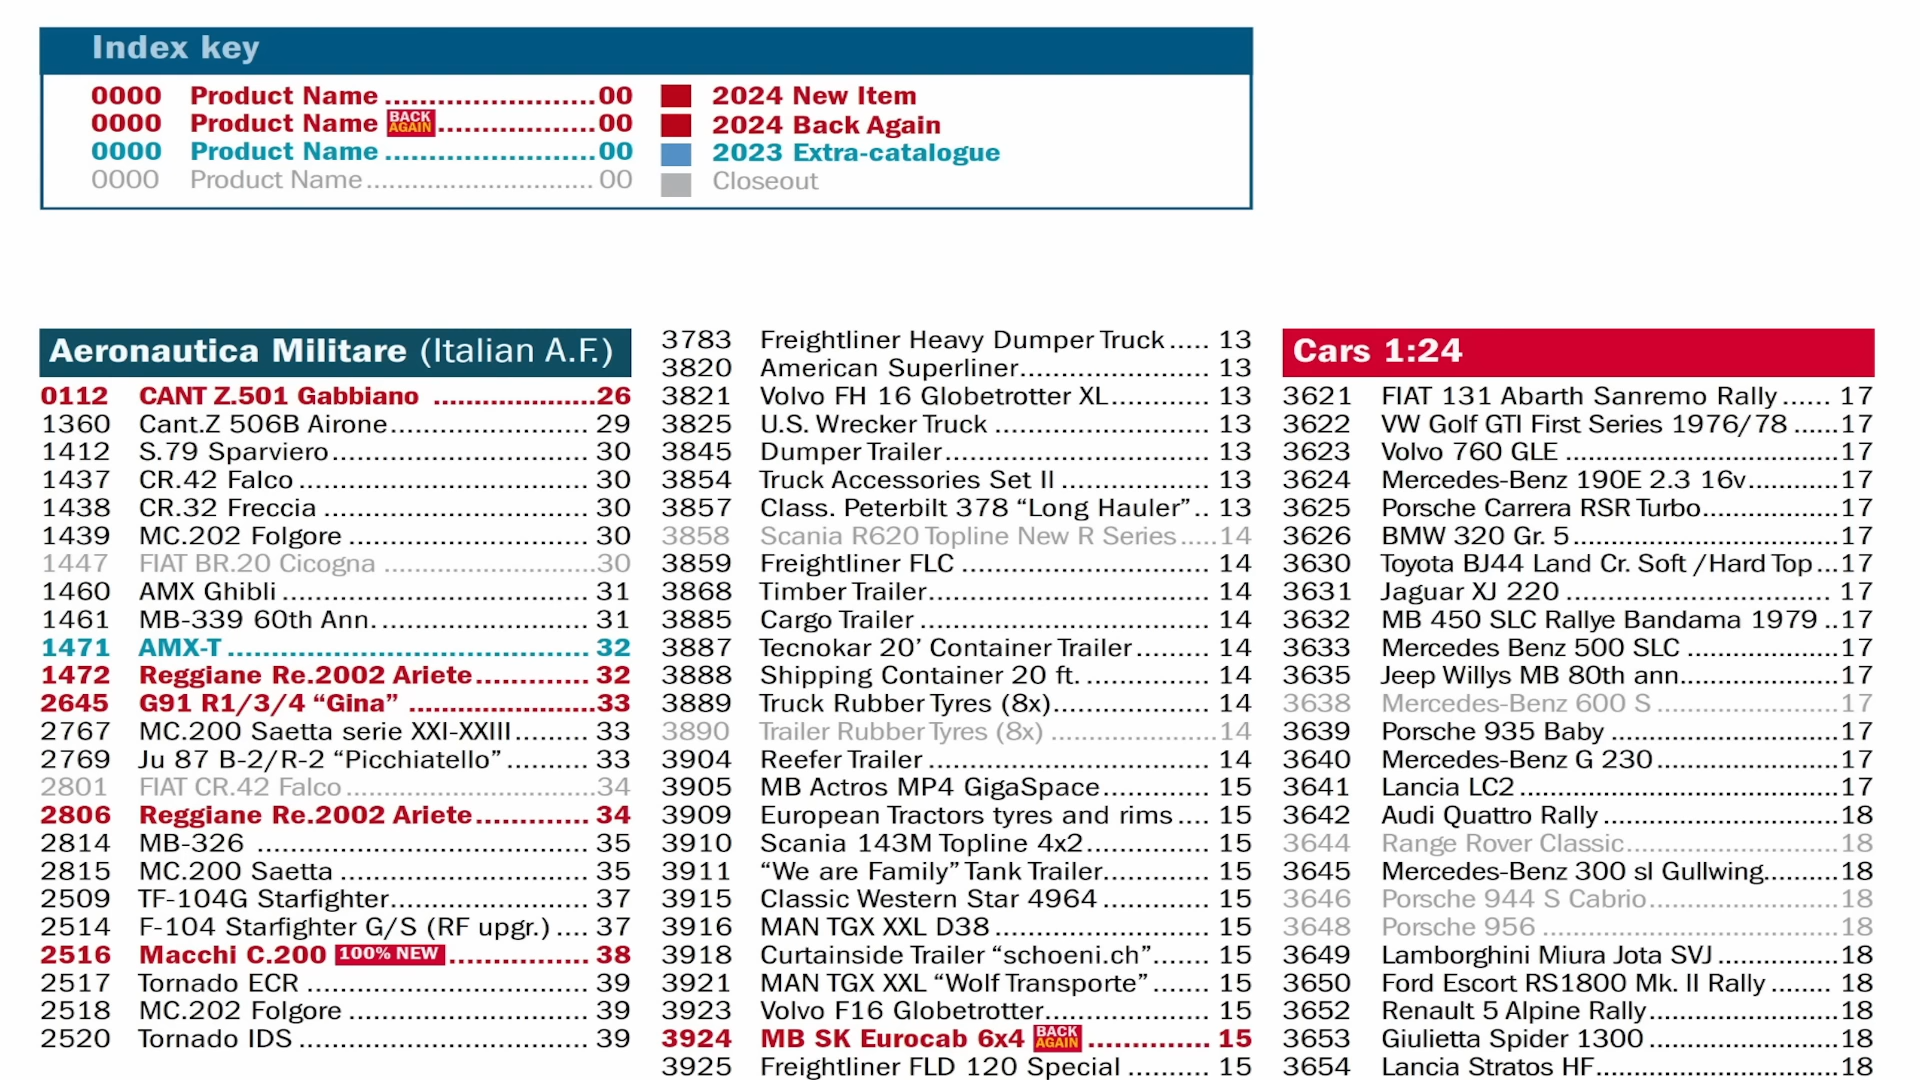 Index key
0000 Product Name ........................00
0000 Product Name BACK AGAIN ..................00
0000 Product Name ........................00
0000 Product Name .............................. 00
2024 New Item
2024 Back Again
2023 Extra-catalogue
Closeout
Aeronautica Militare (Italian A.F.)
0112 CANT Z.501 Gabbiano ..................26
1360 Cant.Z 506B Airone.......................... 29
1412 S.79 Sparviero.................................. 30
1437 CR.42 Falco...................................... 30
1438 CR.32 Freccia ................................... 30
1439 MC.202 Folgore ................................ 30
1447 FIAT BR.20 Cicogna ............................30
1460 AMX Ghibli ........................................ 31
1461 MB-339 60th Ann............................. 31
1471 AMX-T......................................... 32
1472 Reggiane Re.2002 Ariete............. 32
2645 G91 R1/3/4 “Gina” .....................33
2767 MC.200 Saetta serie XXI-XXIII.......... 33
2769 Ju 87 B-2/R-2 “Picchiatello” ........... 33
2801 FIAT CR.42 Falco.................................34
2806 Reggiane Re.2002 Ariete............. 34
2814 MB-326 ............................................ 35
2815 MC.200 Saetta ................................. 35
2509 TF-104G Starfighter........................... 37
2514 F-104 Starfighter G/S (RF upgr.) .... 37
2516 Macchi C.200 100% NEW ................ 38
2517 Tornado ECR ..................................... 39
2518 MC.202 Folgore ................................ 39
2520 Tornado IDS ...................................... 39
3783 Freightliner Heavy Dumper Truck ..... 13
3820 American Superliner......................... 13
3821 Volvo FH 16 Globetrotter XL............. 13
3825 U.S. Wrecker Truck ............................ 13
3845 Dumper Trailer................................... 13
3854 Truck Accessories Set II .................... 13
3857 Class. Peterbilt 378 “Long Hauler”.. 13
3858 Scania R620 Topline New R Series.....14
3859 Freightliner FLC ................................. 14
3868 Timber Trailer..................................... 14
3885 Cargo Trailer ...................................... 14
3887 Tecnokar 20’ Container Trailer.......... 14
3888 Shipping Container 20 ft. ................. 14
3889 Truck Rubber Tyres (8x)..................... 14
3890 Trailer Rubber Tyres (8x) ......................14
3904 Reefer Trailer ..................................... 14
3905 MB Actros MP4 GigaSpace.............. 15
3909 European Tractors tyres and rims .... 15
3910 Scania 143M Topline 4x2................ 15
3911 “We are Family” Tank Trailer.............. 15
3915 Classic Western Star 4964 .............. 15
3916 MAN TGX XXL D38............................ 15
3918 Curtainside Trailer “schoeni.ch”....... 15
3921 MAN TGX XXL “Wolf Transporte” ....... 15
3923 Volvo F16 Globetrotter...................... 15
3924 MB SK Eurocab 6x4 BACK AGAIN .............. 15
3925 Freightliner FLD 120 Special ........... 15
Cars 1:24
3621 FIAT 131 Abarth Sanremo Rally ...... 17
3622 VW Golf GTI First Series 1976/78 ......17
3623 Volvo 760 GLE ...................................17
3624 Mercedes-Benz 190E 2.3 16v............17
3625 Porsche Carrera RSR Turbo..................17
3626 BMW 320 Gr. 5...................................17
3630 Toyota BJ44 Land Cr. Soft /Hard Top...17
3631 Jaguar XJ 220 ................................... 17
3632 MB 450 SLC Rallye Bandama 1979 ..17
3633 Mercedes Benz 500 SLC ....................17
3635 Jeep Willys MB 80th ann.....................17
3638 Mercedes-Benz 600 S ........................17
3639 Porsche 935 Baby ..............................17
3640 Mercedes-Benz G 230........................17
3641 Lancia LC2..........................................17
3642 Audi Quattro Rally ...............................18
3644 Range Rover Classic............................18
3645 Mercedes-Benz 300 sl Gullwing..........18
3646 Porsche 944 S Cabrio.........................18
3648 Porsche 956 .......................................18
3649 Lamborghini Miura Jota SVJ ................18
3650 Ford Escort RS1800 Mk. II Rally ........ 18
3652 Renault 5 Alpine Rally.........................18
3653 Giulietta Spider 1300 .........................18
3654 Lancia Stratos HF................................18